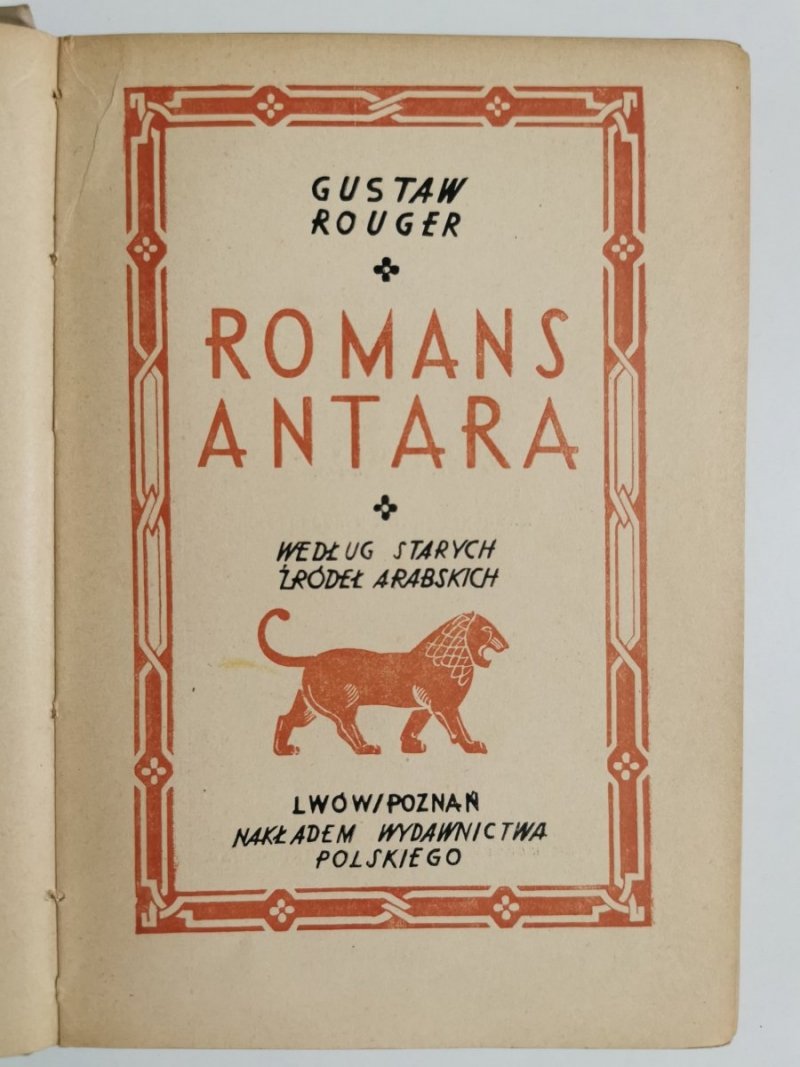 GUSTAW
ROUGER
ROMANS
ANTARA
WEDŁUG STARYCH
ŹRÓDEŁ ARABSKICH
LWÓW/POZNAŃ
NAKŁADEM WYDAWNICTWA
POLSKIEGO